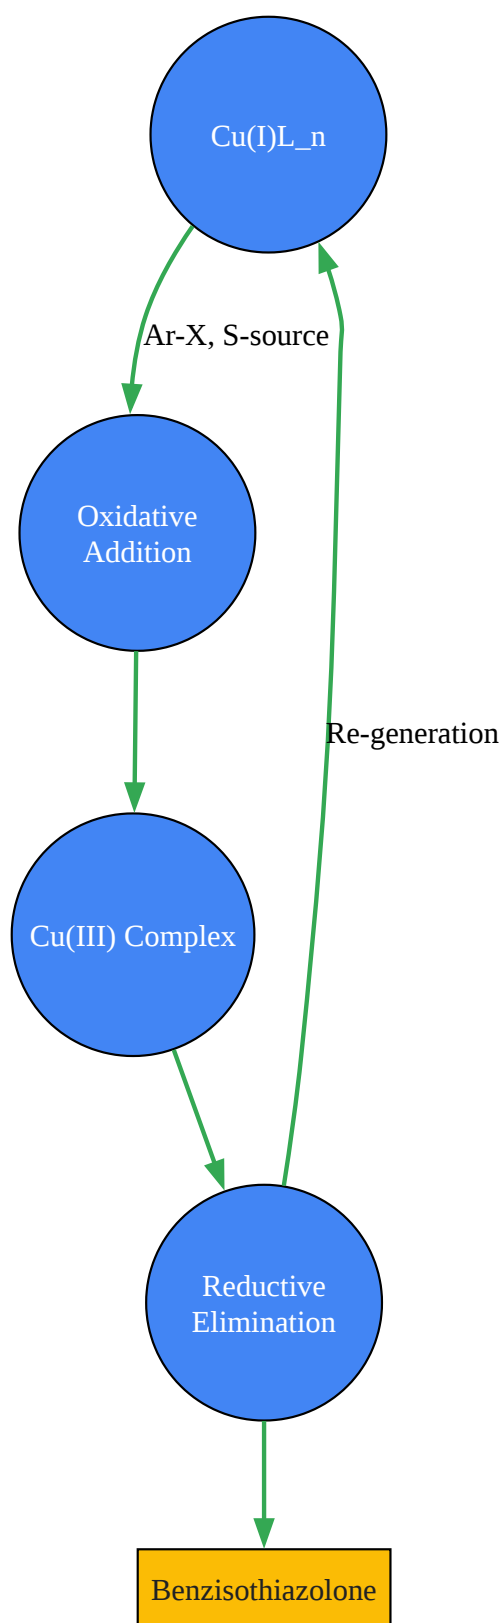 Cu(I)L_n
Ar-X, S-source
Oxidative
Addition
Re-generation
Cu(III) Complex
Reductive
Elimination
Benzisothiazolone